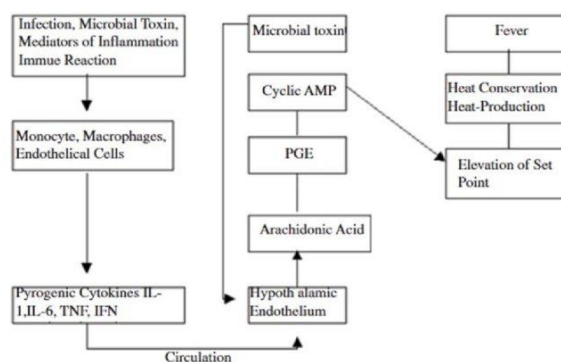 Infection, Microbial Toxin,
Mediators of Inflammation
Immue Reaction
Monocyte, Macrophages,
Endothelical Cells
Pyrogenic Cytokines IL-
1,IL-6, TNF, IFN
Circulation
Microbial toxin
Cyclic AMP
PGE
Arachidonic Acid
Hypoth alamic
Endothelium
Fever
Heat Conservation
Heat-Production
Elevation of Set
Point